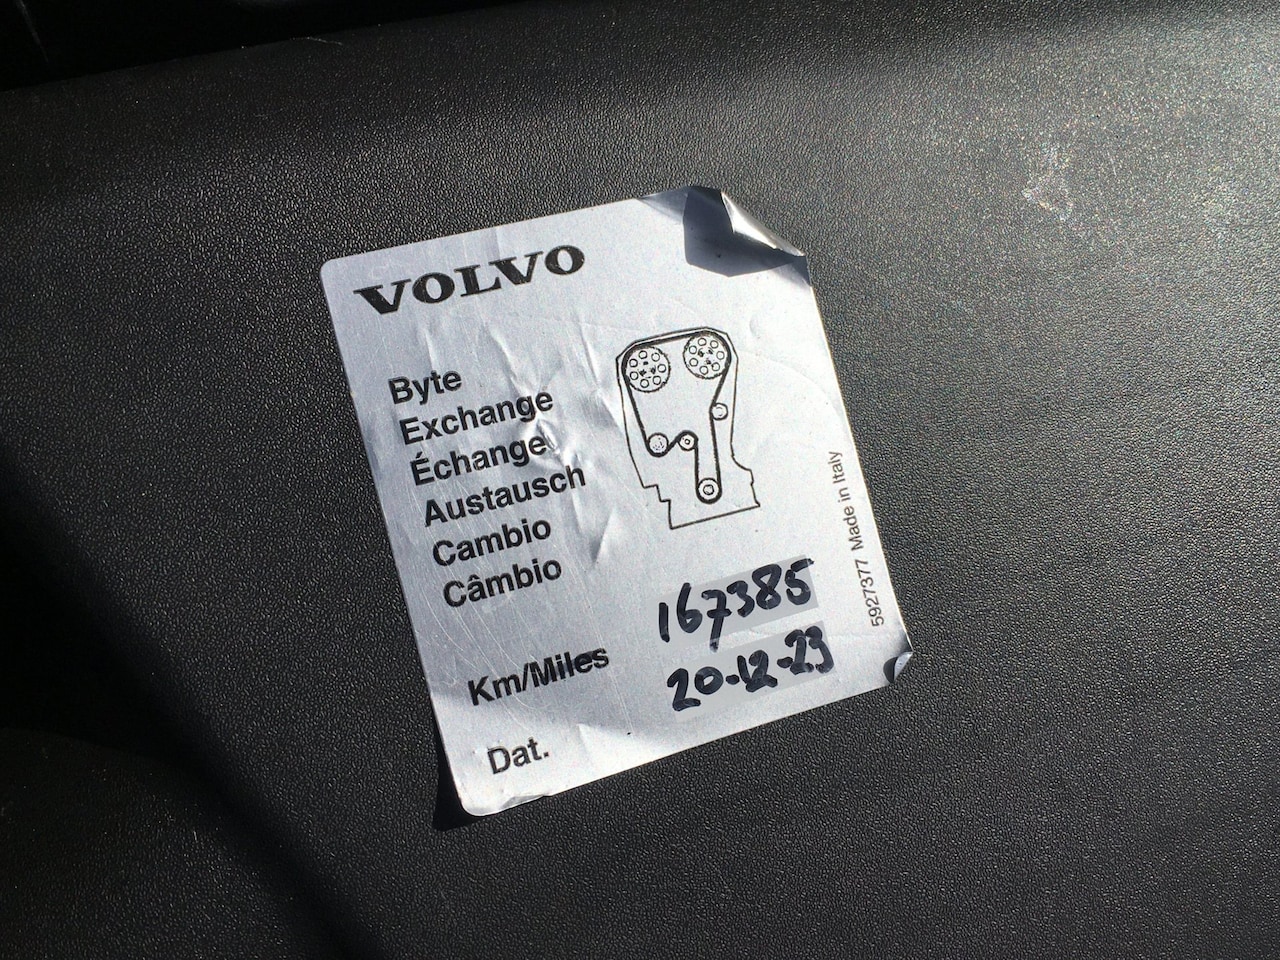 VOLVO
Byte
Exchange
Échange
Austausch
Cambio
Câmbio
Km/Miles 167385
Dat. 20-12-23
5927377 Made in Italy